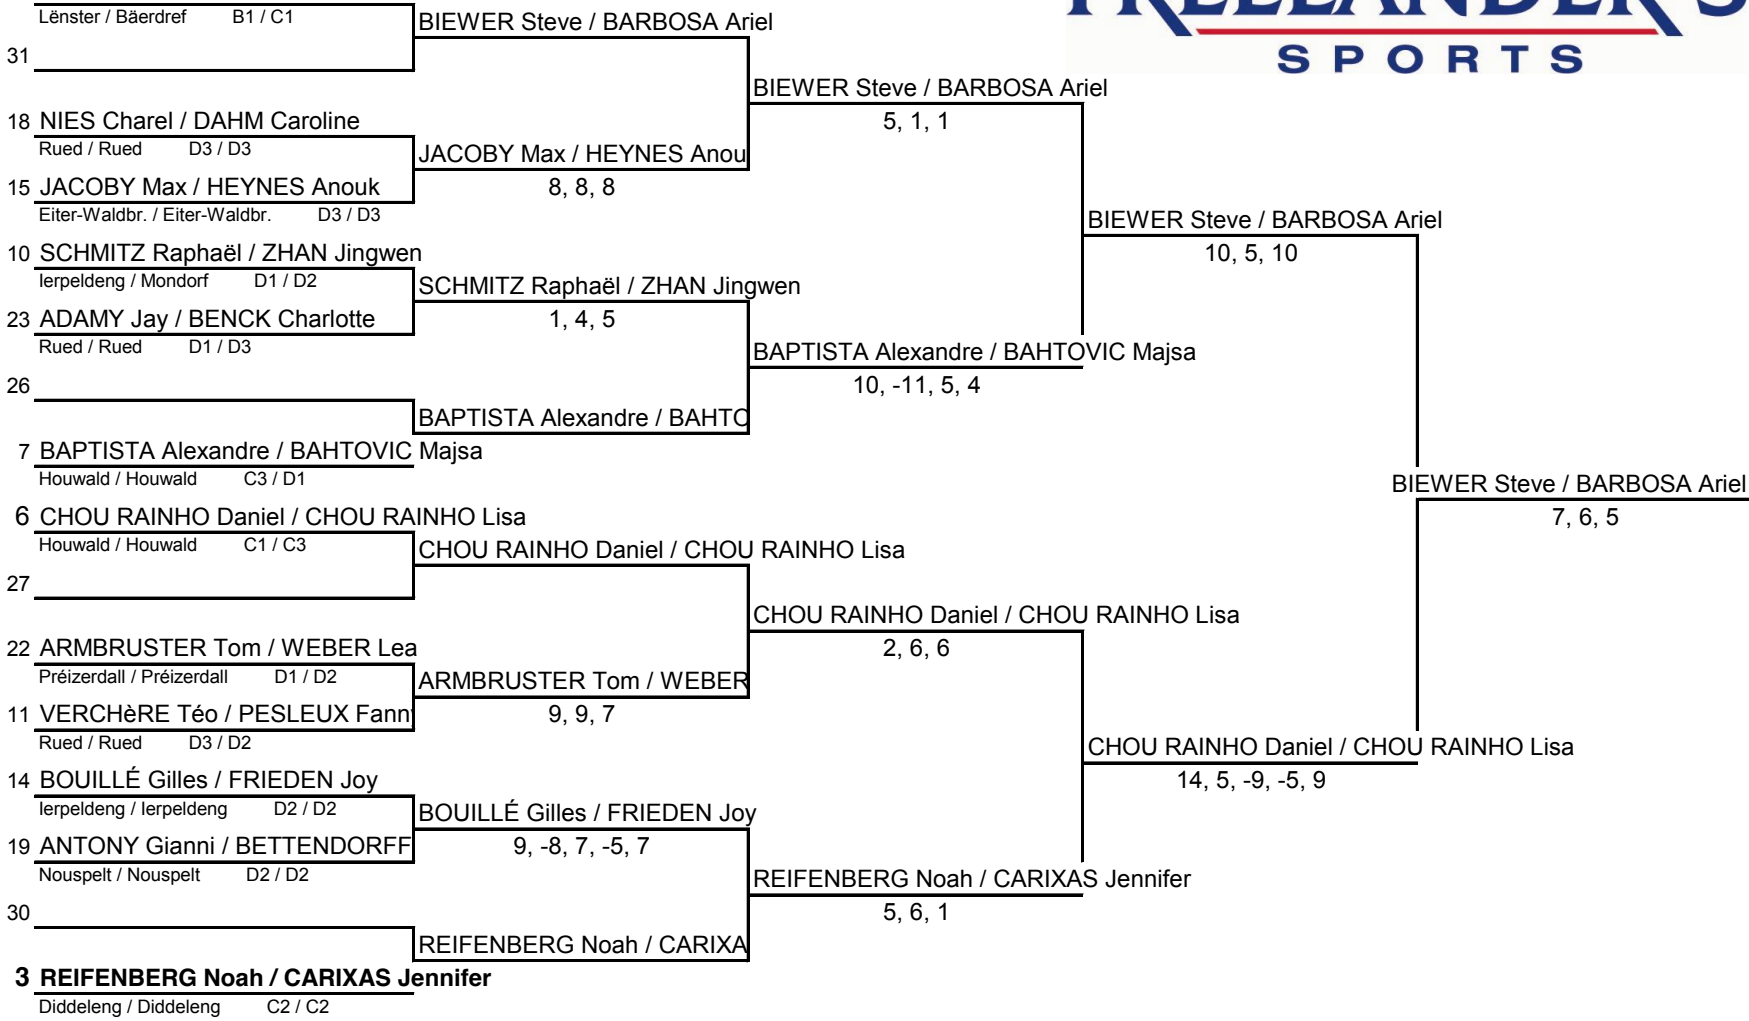 FREELANDER'S
SPORTS
Lënster / Bäerdref B1 / C1
BIEWER Steve / BARBOSA Ariel
31
BIEWER Steve / BARBOSA Ariel
5, 1, 1
18 NIES Charel / DAHM Caroline
Rued / Rued D3 / D3
JACOBY Max / HEYNES Anou
8, 8, 8
15 JACOBY Max / HEYNES Anouk
Eiter-Waldbr. / Eiter-Waldbr. D3 / D3
BIEWER Steve / BARBOSA Ariel
10, 5, 10
10 SCHMITZ Raphaël / ZHAN Jingwen
Ierpeldeng / Mondorf D1 / D2
SCHMITZ Raphaël / ZHAN Jingwen
1, 4, 5
23 ADAMY Jay / BENCK Charlotte
Rued / Rued D1 / D3
BAPTISTA Alexandre / BAHTOVIC Majsa
10, -11, 5, 4
26
BAPTISTA Alexandre / BAHTO
7 BAPTISTA Alexandre / BAHTOVIC Majsa
Houwald / Houwald C3 / D1
BIEWER Steve / BARBOSA Ariel
7, 6, 5
6 CHOU RAINHO Daniel / CHOU RAINHO Lisa
Houwald / Houwald C1 / C3
CHOU RAINHO Daniel / CHOU RAINHO Lisa
27
CHOU RAINHO Daniel / CHOU RAINHO Lisa
2, 6, 6
22 ARMBRUSTER Tom / WEBER Lea
Préizerdall / Préizerdall D1 / D2
ARMBRUSTER Tom / WEBER
9, 9, 7
11 VERCHèRE Téo / PESLEUX Fann
Rued / Rued D3 / D2
CHOU RAINHO Daniel / CHOU RAINHO Lisa
14, 5, -9, -5, 9
14 BOUILLÉ Gilles / FRIEDEN Joy
Ierpeldeng / Ierpeldeng D2 / D2
BOUILLÉ Gilles / FRIEDEN Joy
9, -8, 7, -5, 7
19 ANTONY Gianni / BETTENDORFF
Nouspelt / Nouspelt D2 / D2
REIFENBERG Noah / CARIXAS Jennifer
5, 6, 1
30
REIFENBERG Noah / CARIXA
3 REIFENBERG Noah / CARIXAS Jennifer
Diddeleng / Diddeleng C2 / C2